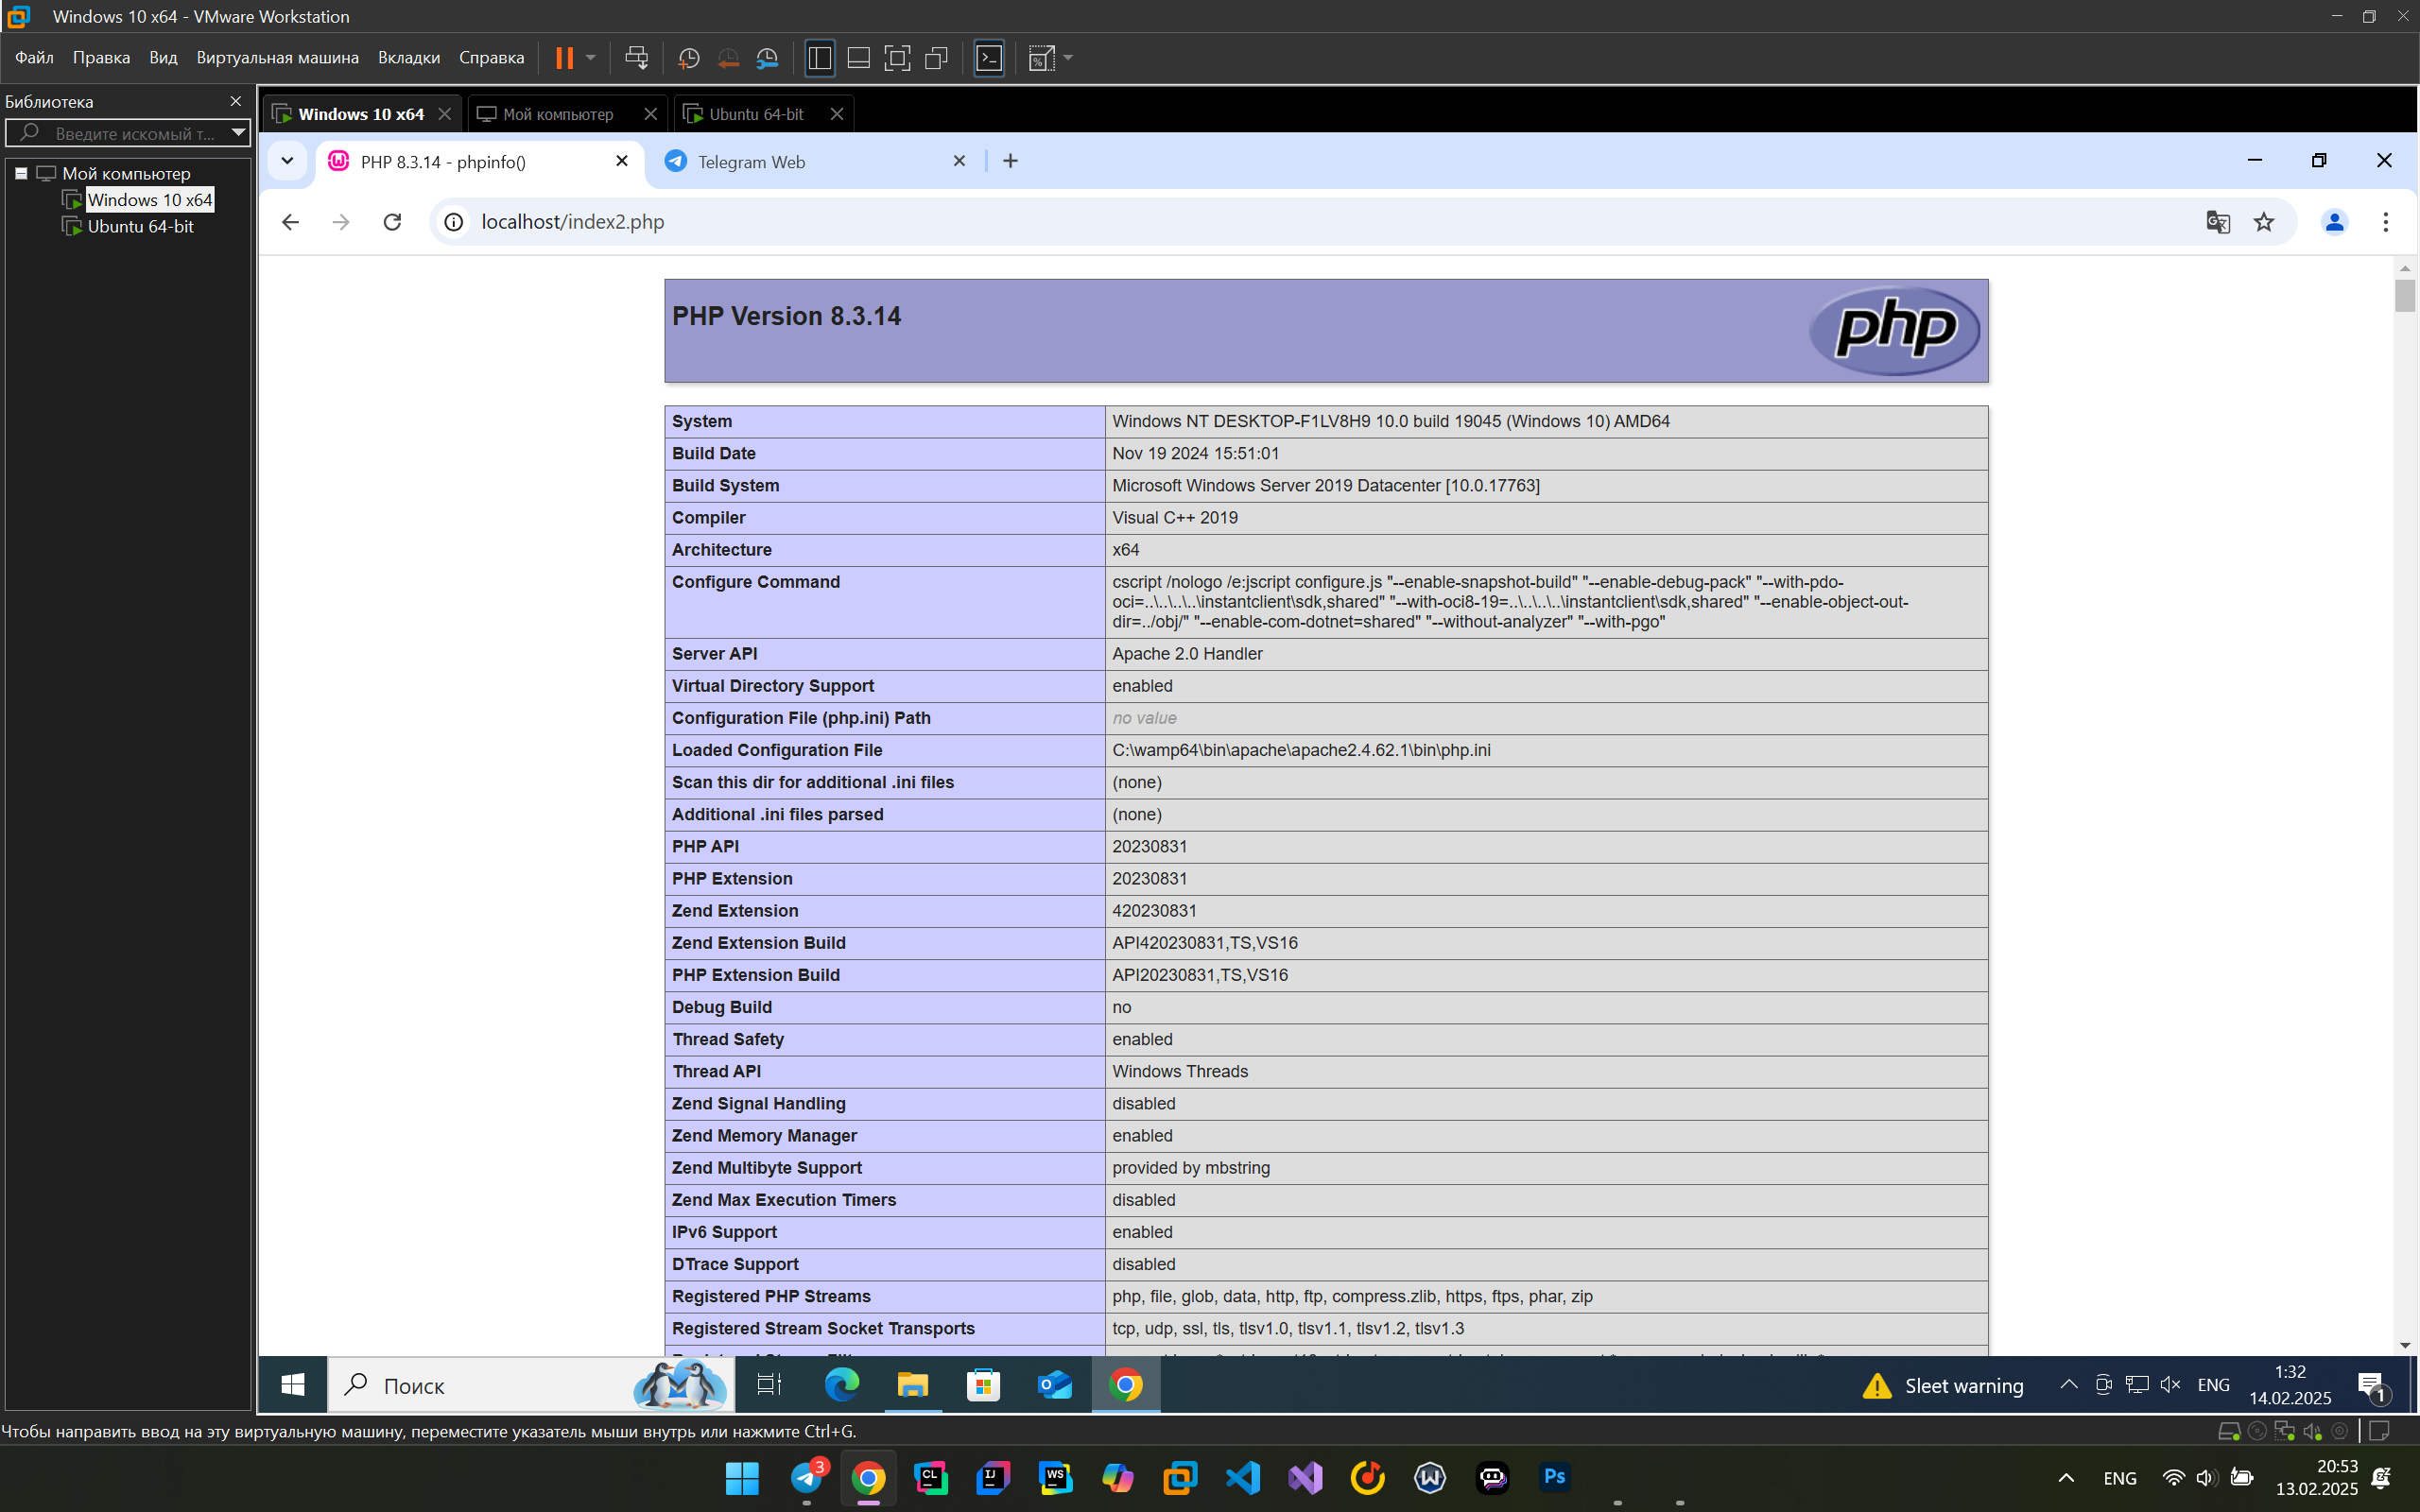 Windows 10 x64 - VMware Workstation
Файл Правка Вид Виртуальная машина Вкладки Справка
Библиотека
Введите искомый т...
Мой компьютер
Windows 10 x64
Ubuntu 64-bit
Windows 10 x64 Мой компьютер Ubuntu 64-bit
PHP 8.3.14 - phpinfo() Telegram Web
localhost/index2.php
PHP Version 8.3.14
php
System Windows NT DESKTOP-F1LV8H9 10.0 build 19045 (Windows 10) AMD64
Build Date Nov 19 2024 15:51:01
Build System Microsoft Windows Server 2019 Datacenter [10.0.17763]
Compiler Visual C++ 2019
Architecture x64
Configure Command cscript /nologo /e:jscript configure.js "--enable-snapshot-build" "--enable-debug-pack" "--with-pdo-
oci=..\..\..\..\instantclient\sdk,shared" "--with-oci8-19=..\..\..\..\instantclient\sdk,shared" "--enable-object-out-
dir=../obj/" "--enable-com-dotnet=shared" "--without-analyzer" "--with-pgo"
Server API Apache 2.0 Handler
Virtual Directory Support enabled
Configuration File (php.ini) Path no value
Loaded Configuration File C:\wamp64\bin\apache\apache2.4.62.1\bin\php.ini
Scan this dir for additional .ini files (none)
Additional .ini files parsed (none)
PHP API 20230831
PHP Extension 20230831
Zend Extension 420230831
Zend Extension Build API420230831,TS,VS16
PHP Extension Build API20230831,TS,VS16
Debug Build no
Thread Safety enabled
Thread API Windows Threads
Zend Signal Handling disabled
Zend Memory Manager enabled
Zend Multibyte Support provided by mbstring
Zend Max Execution Timers disabled
IPv6 Support enabled
DTrace Support disabled
Registered PHP Streams php, file, glob, data, http, ftp, compress.zlib, https, ftps, phar, zip
Registered Stream Socket Transports tcp, udp, ssl, tls, tlsv1.0, tlsv1.1, tlsv1.2, tlsv1.3
Поиск
Sleet warning
ENG
1:32
14.02.2025
1
Чтобы направить ввод на эту виртуальную машину, переместите указатель мыши внутрь или нажмите Ctrl+G.
3
CL
IJ
WS
Ps
ENG
20:53
13.02.2025